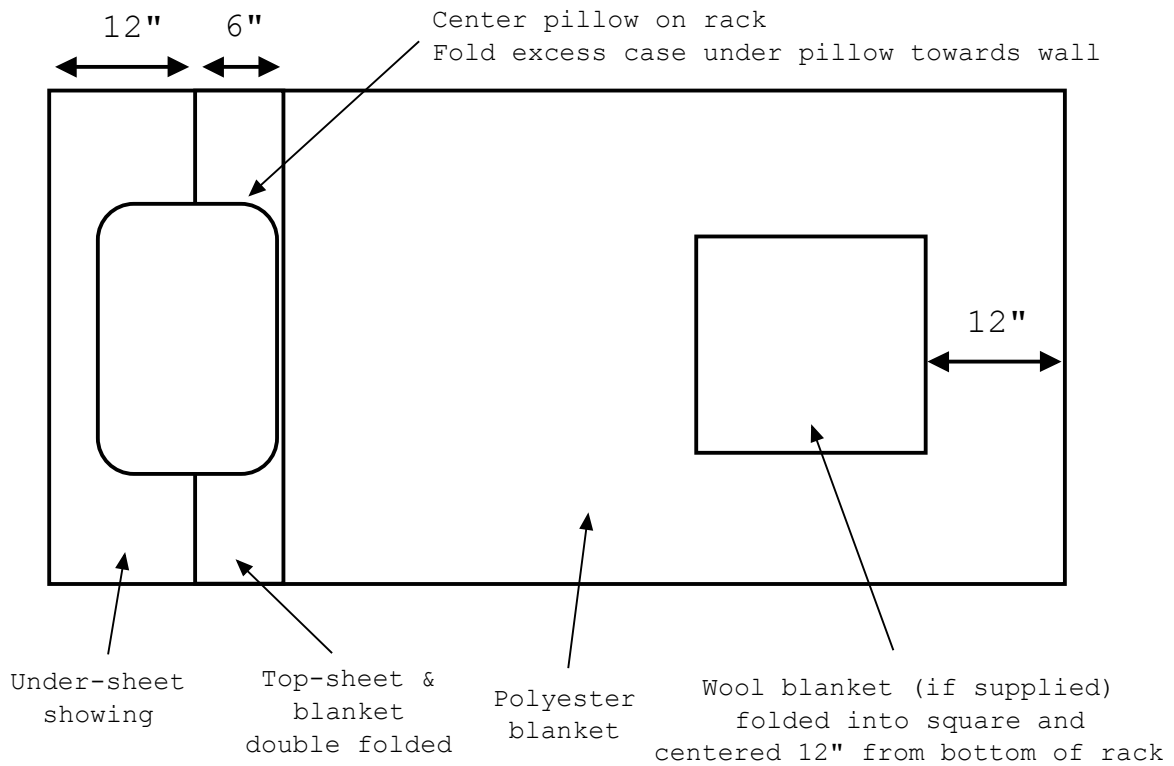 12"
6"
Center pillow on rack
Fold excess case under pillow towards wall
12"
Under-sheet
showing
Top-sheet &
blanket
double folded
Polyester
blanket
Wool blanket (if supplied)
folded into square and
centered 12" from bottom of rack